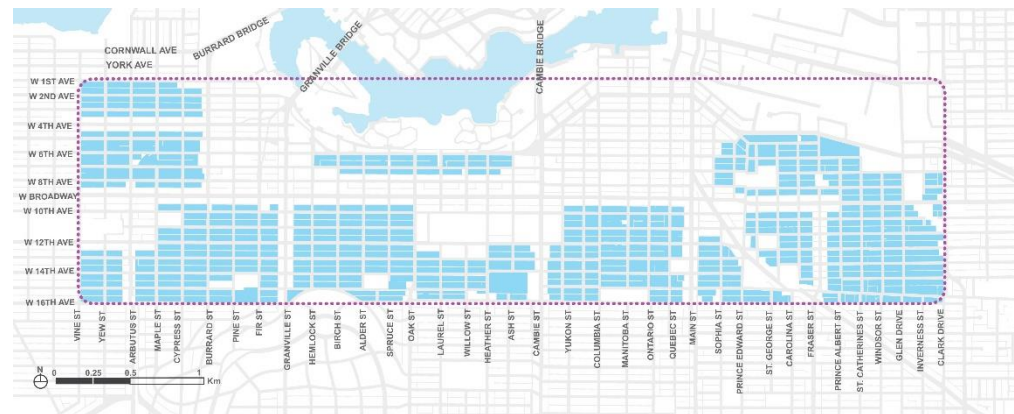 CORNWALL AVE
YORK AVE
BURRARD BRIDGE
GRANVILLE BRIDGE
CAMBIE BRIDGE
W 1ST AVE
W 2ND AVE
W 4TH AVE
W 6TH AVE
W 8TH AVE
W BROADWAY
W 10TH AVE
W 12TH AVE
W 14TH AVE
W 16TH AVE
VINE ST
YEW ST
ARBUTUS ST
MAPLE ST
CYPRESS ST
BURRARD ST
PINE ST
FIR ST
GRANVILLE ST
HEMLOCK ST
BIRCH ST
ALDER ST
SPRUCE ST
OAK ST
LAUREL ST
WILLOW ST
HEATHER ST
ASH ST
CAMBIE ST
YUKON ST
COLUMBIA ST
MANITOBA ST
ONTARIO ST
QUEBEC ST
MAIN ST
SOPHIA ST
PRINCE EDWARD ST
ST. GEORGE ST
CAROLINA ST
FRASER ST
PRINCE ALBERT ST
ST. CATHERINES ST
WINDSOR ST
GLEN DRIVE
INVERNESS ST
CLARK DRIVE
N
0 0.25 0.5 1
Km